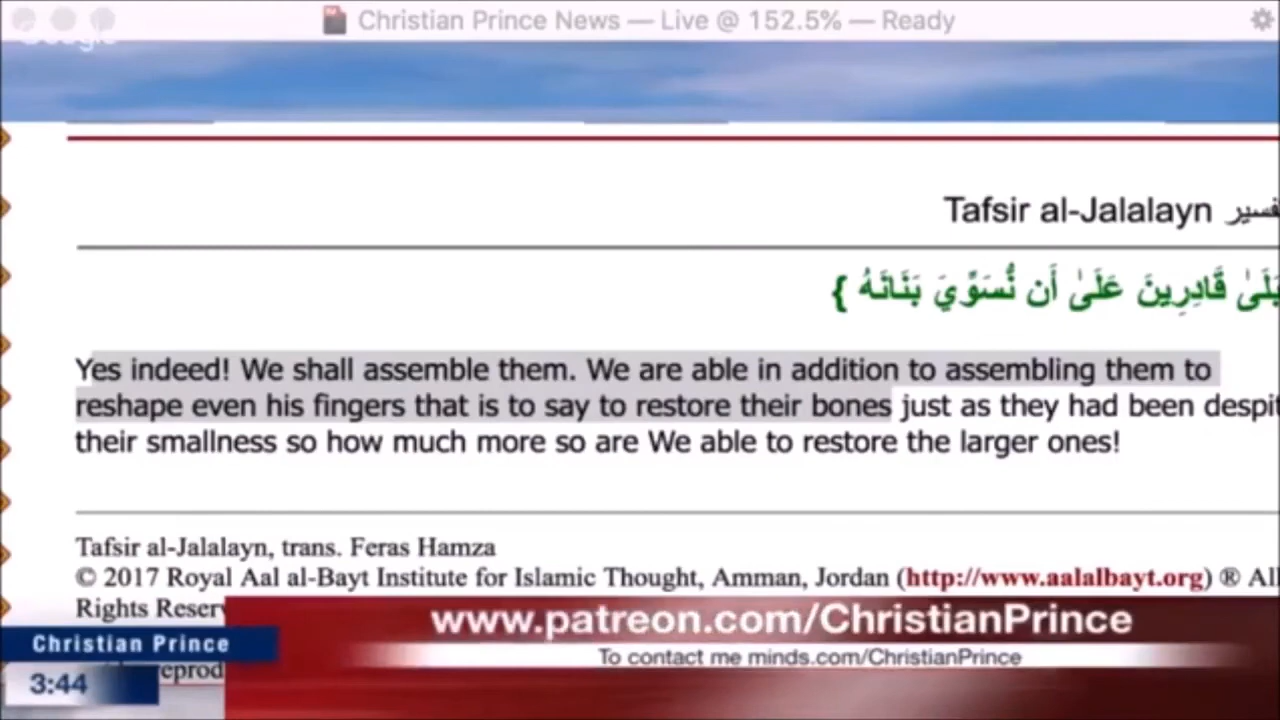 Christian Prince News — Live @ 152.5% — Ready
Google
Tafsir al-Jalalayn
بَلَىٰ قَادِرِينَ عَلَىٰ أَن نُّسَوِّيَ بَنَانَهُ }
Yes indeed! We shall assemble them. We are able in addition to assembling them to
reshape even his fingers that is to say to restore their bones just as they had been
their smallness so how much more so are We able to restore the larger ones!
Tafsir al-Jalalayn, trans. Feras Hamza
© 2017 Royal Aal al-Bayt Institute for Islamic Thought, Amman, Jordan (http://www.aalalbayt.org) ® All
Rights
www.patreon.com/ChristianPrince
Christian Prince
To contact me minds.com/ChristianPrince
3:44